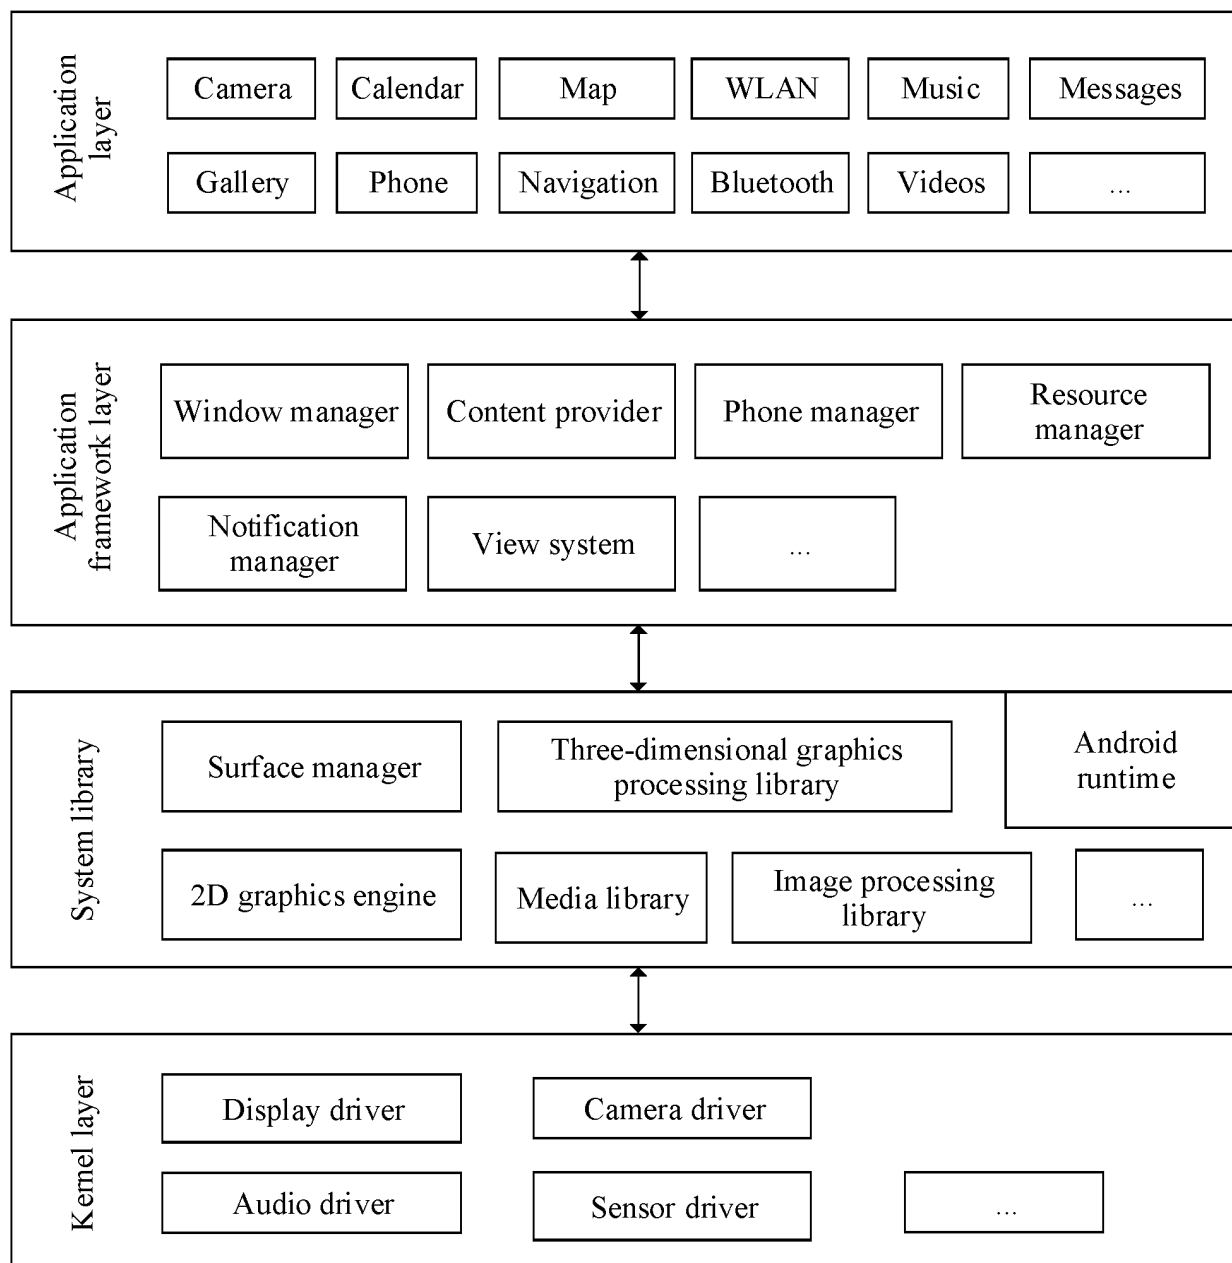 Application
layer
Camera
Calendar
Map
WLAN
Music
Messages
Gallery
Phone
Navigation
Bluetooth
Videos
...
Application
framework layer
Window manager
Content provider
Phone manager
Resource
manager
Notification
manager
View system
...
System library
Surface manager
Three-dimensional graphics
processing library
Android
runtime
2D graphics engine
Media library
Image processing
library
...
Kernel layer
Display driver
Camera driver
Audio driver
Sensor driver
...